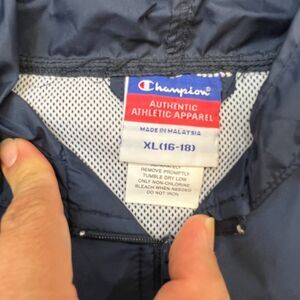 Champion
AUTHENTIC
ATHLETIC APPAREL
MADE IN MALAYSIA
XL(16-18)
SEPARATELY
REMOVE PROMPTLY
TUMBLE DRY LOW
ONLY NON-CHLORINE
BLEACH WHEN NEEDED
DO NOT IRON